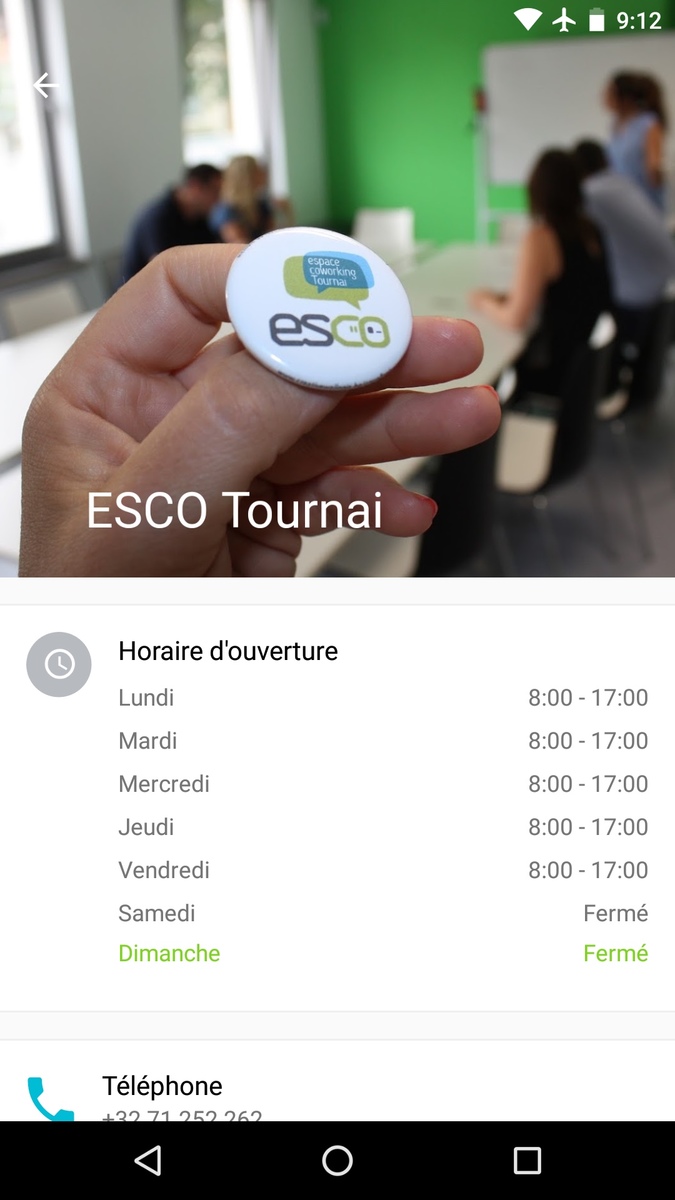 9:12
espace
coworking
Tournai
esco
ESCO Tournai
Horaire d'ouverture
Lundi 8:00 - 17:00
Mardi 8:00 - 17:00
Mercredi 8:00 - 17:00
Jeudi 8:00 - 17:00
Vendredi 8:00 - 17:00
Samedi Fermé
Dimanche Fermé
Téléphone
+32 71 252 262